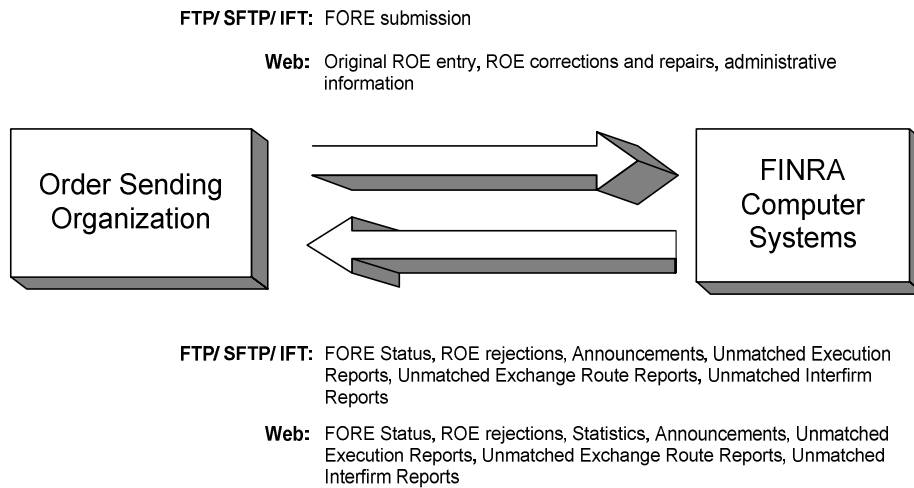 FTP/ SFTP/ IFT: FORE submission
Web: Original ROE entry, ROE corrections and repairs, administrative
information
Order Sending
Organization
FINRA
Computer
Systems
FTP/ SFTP/ IFT: FORE Status, ROE rejections, Announcements, Unmatched Execution
Reports, Unmatched Exchange Route Reports, Unmatched Interfirm
Reports
Web: FORE Status, ROE rejections, Statistics, Announcements, Unmatched
Execution Reports, Unmatched Exchange Route Reports, Unmatched
Interfirm Reports